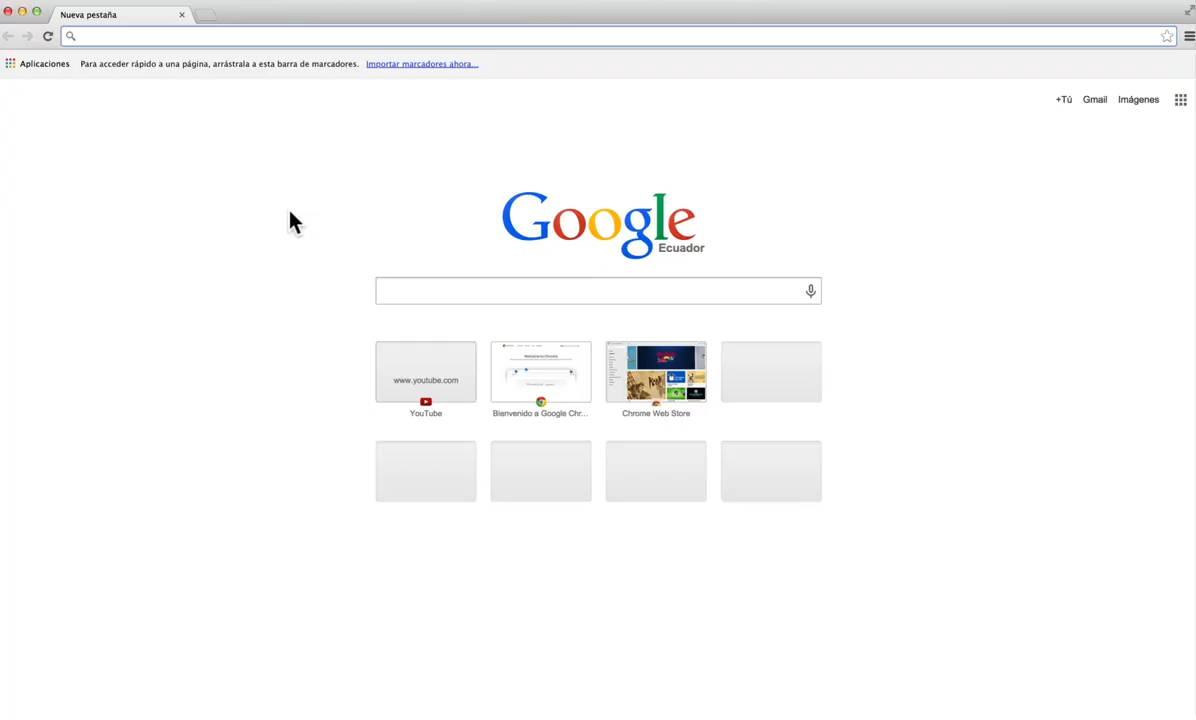 Nueva pestaña
Aplicaciones Para acceder rápido a una página, arrástrala a esta barra de marcadores. Importar marcadores ahora...
+Tú Gmail Imágenes
Google
Ecuador
www.youtube.com
YouTube Bienvenido a Google Chr... Chrome Web Store